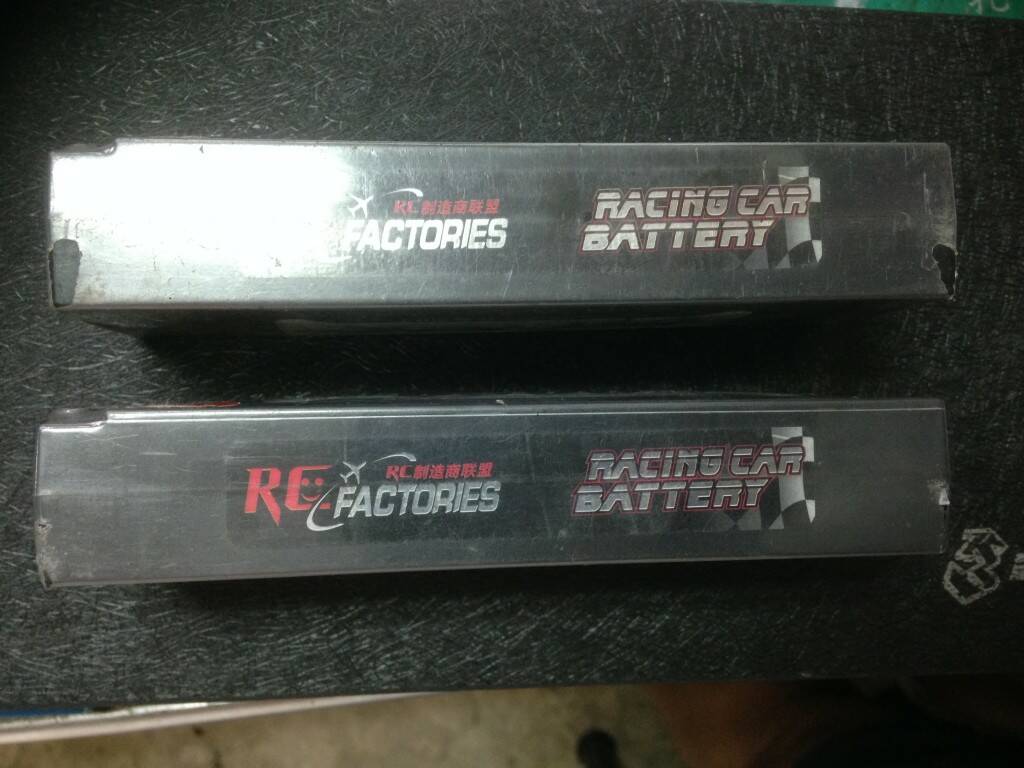 RC制造商联盟
FACTORIES
RACING CAR
BATTERY
RC
RC制造商联盟
FACTORIES
RACING CAR
BATTERY